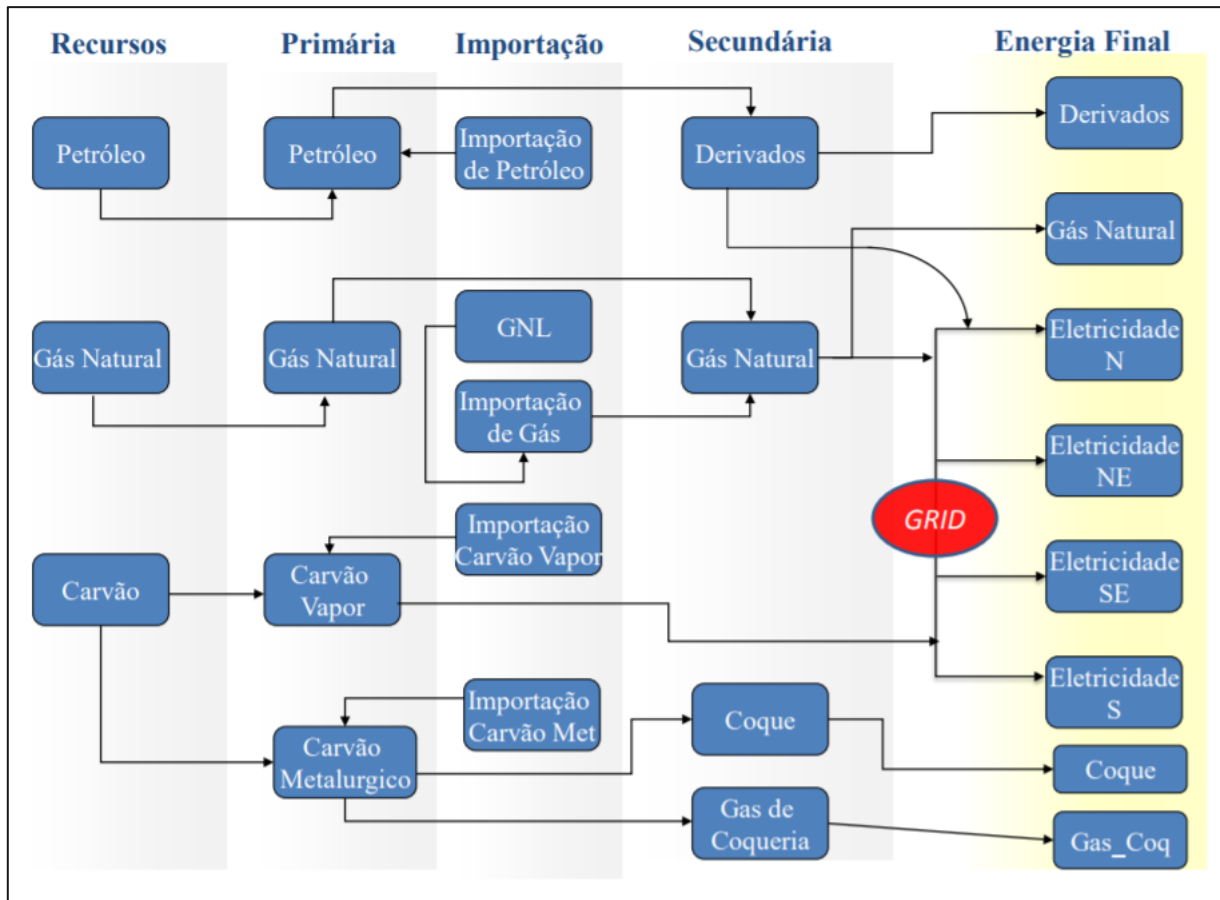 Recursos
Primária
Importação
Secundária
Energia Final
Petróleo
Petróleo
Importação
de Petróleo
Derivados
Derivados
Gás Natural
Gás Natural
Gás Natural
GNL
Importação
de Gás
Gás Natural
Eletricidade
N
Eletricidade
NE
GRID
Eletricidade
SE
Eletricidade
S
Carvão
Carvão
Vapor
Importação
Carvão Vapor
Carvão
Metalurgico
Importação
Carvão Met
Coque
Coque
Gas de
Coqueria
Gas_Coq